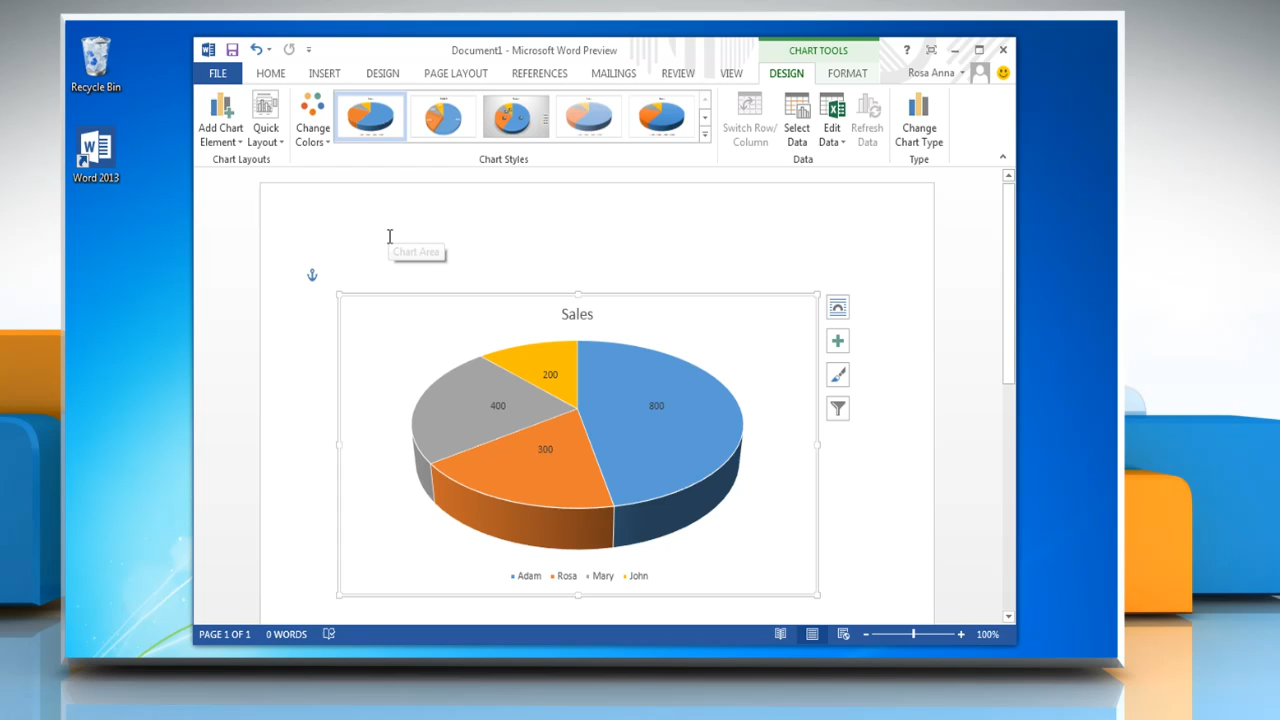 Recycle Bin
Word 2013
Document1 - Microsoft Word Preview
CHART TOOLS
?
FILE HOME INSERT DESIGN PAGE LAYOUT REFERENCES MAILINGS REVIEW VIEW DESIGN FORMAT Rosa Anna
Add Chart Quick Change Switch Row/ Select Edit Refresh Change
Element Layout Colors Column Data Data Data Chart Type
Chart Layouts Chart Styles Data Type
Chart Area
Sales
200
400 800
300
Adam Rosa Mary John
PAGE 1 OF 1 0 WORDS 100%